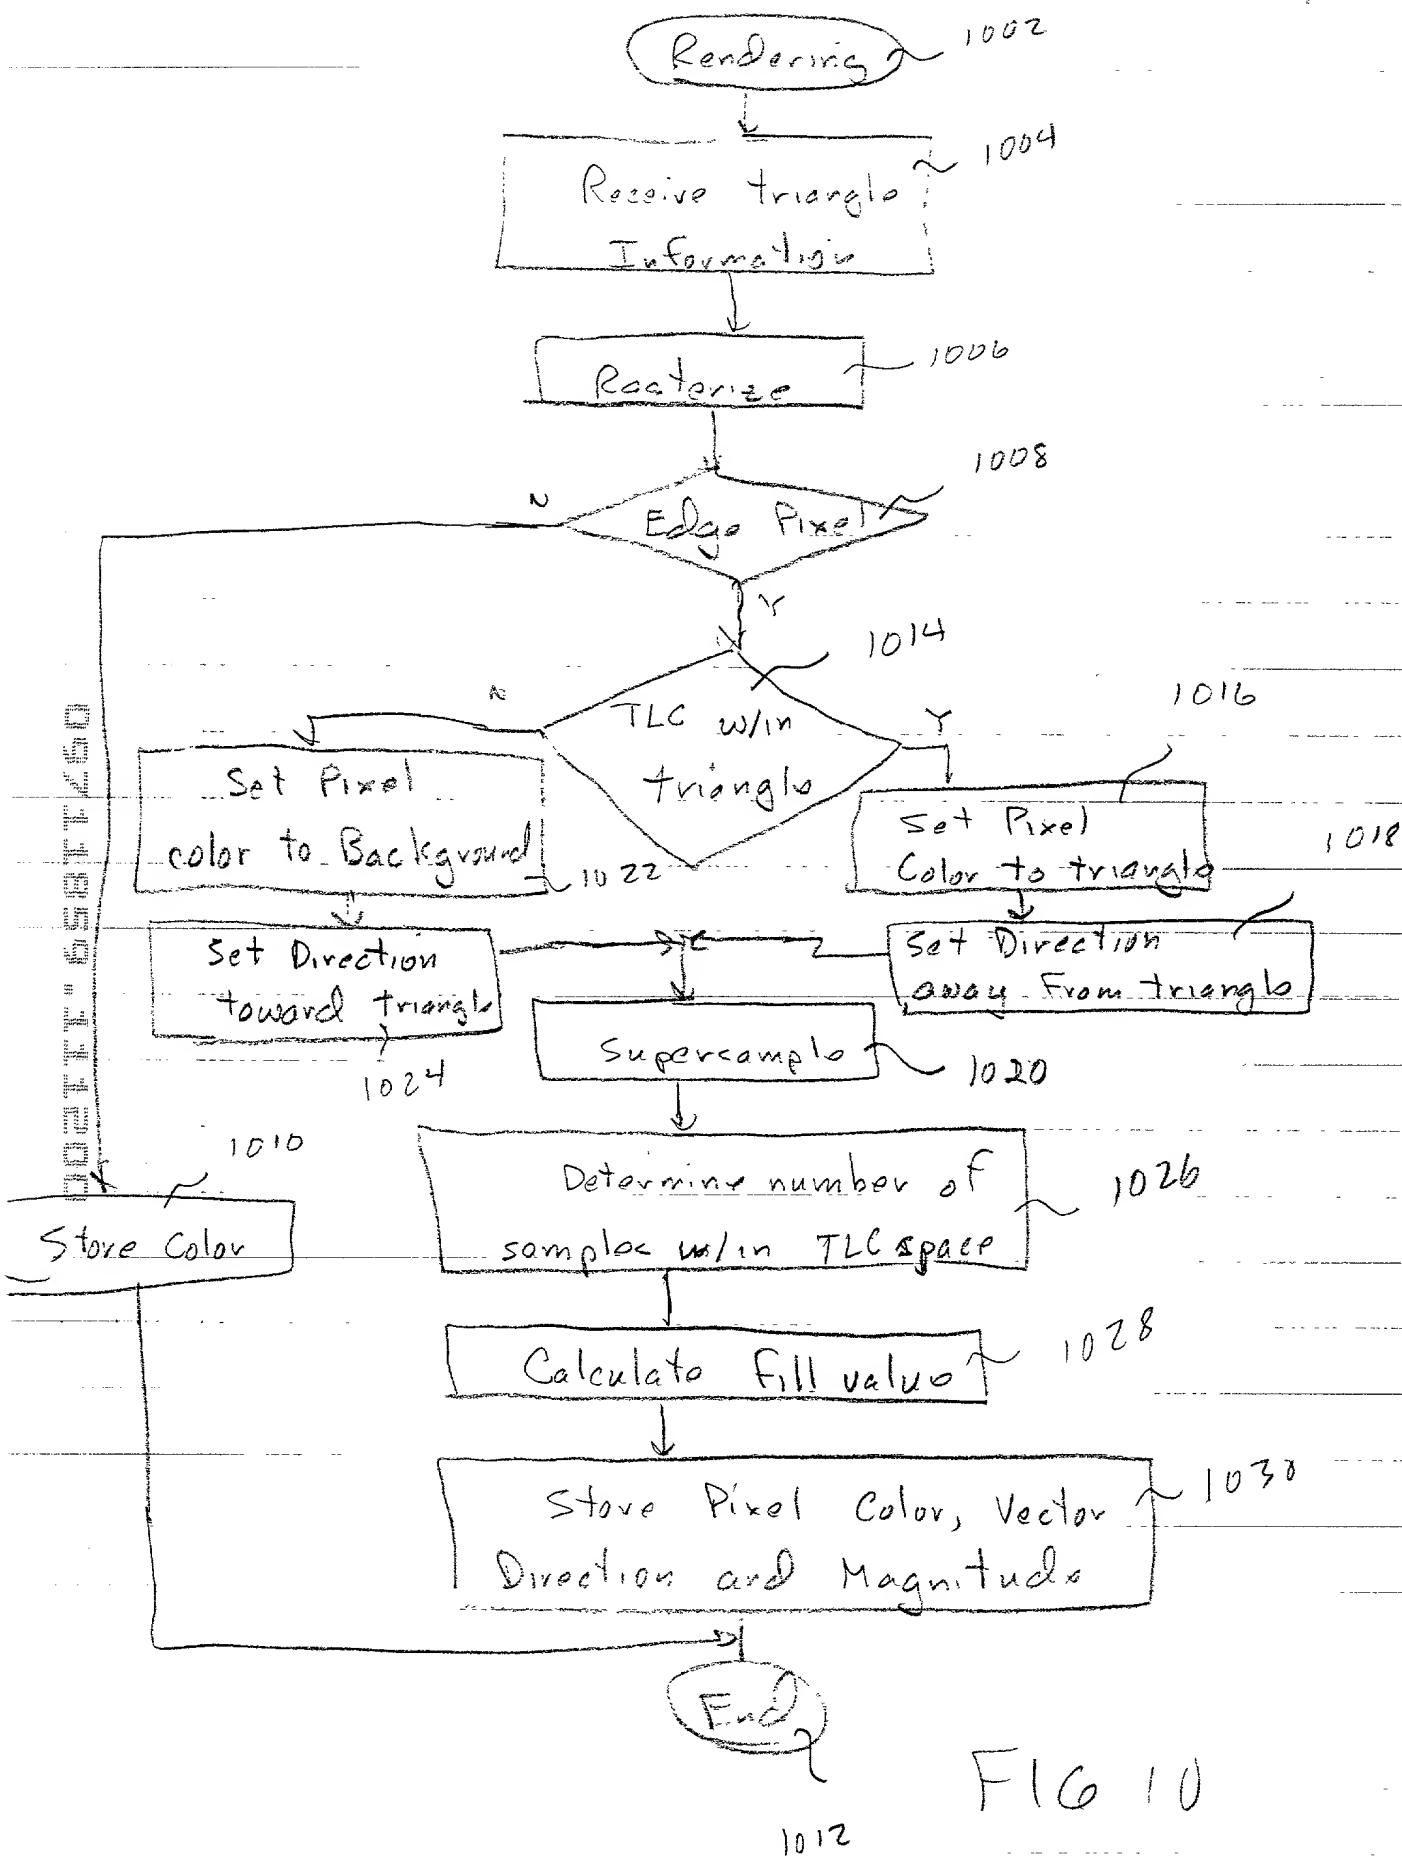 Rendering
1002
Receive triangle
Information
1004
Rasterize
1006
Edge Pixel
1008
N
Y
TLC w/in
triangle
1014
N
Y
Set Pixel
color to Background
1022
Set Pixel
Color to triangle
1016
Set Direction
toward triangle
1024
Set Direction
away From triangle
1018
Supersample
1020
Determine number of
samples w/in TLC space
1026
Store Color
1010
Calculate Fill value
1028
Store Pixel Color, Vector
Direction and Magnitude
1030
End
1012
FIG 10
09711859.111200